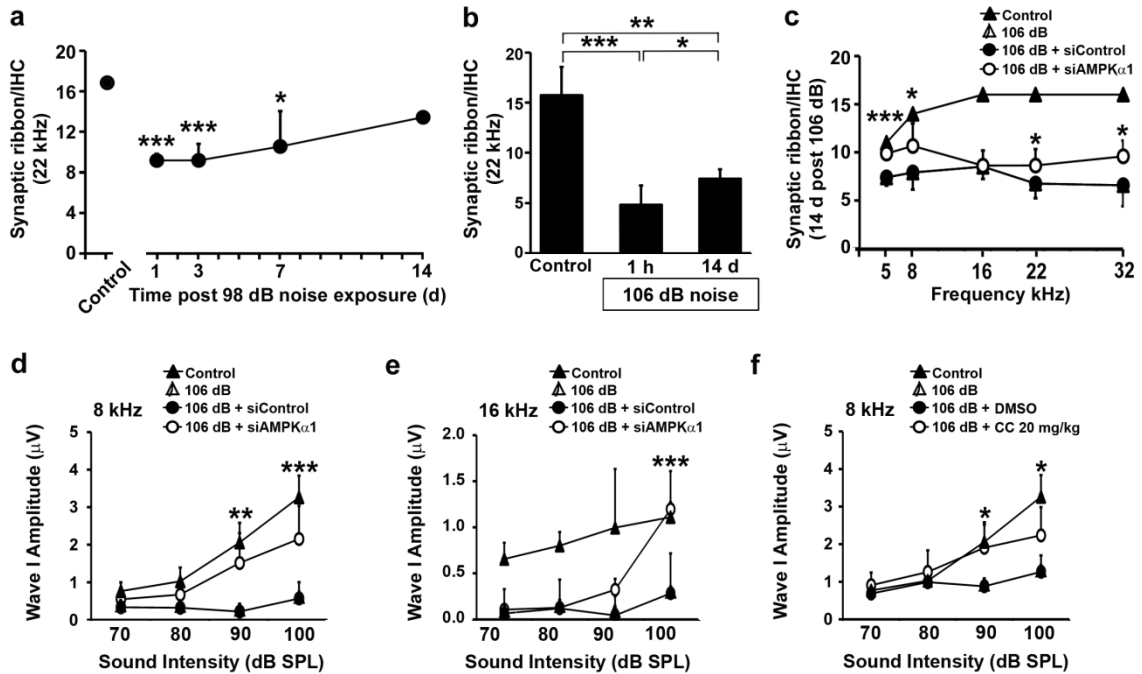 a
Synaptic ribbon/IHC
(22 kHz)
20
16
12
8
4
0
***
***
*
Control
1
3
7
14
Time post 98 dB noise exposure (d)
b
Synaptic ribbon/IHC
(22 kHz)
20
15
10
5
0
**
***
*
Control
1 h
14 d
106 dB noise
c
Control
106 dB
106 dB + siControl
106 dB + siAMPKα1
Synaptic ribbon/IHC
(14 d post 106 dB)
20
15
10
5
0
***
*
*
*
5
8
16
22
32
Frequency kHz)
d
Control
106 dB
106 dB + siControl
106 dB + siAMPKα1
8 kHz
Wave I Amplitude (μV)
5
4
3
2
1
0
**
***
70
80
90
100
Sound Intensity (dB SPL)
e
Control
106 dB
106 dB + siControl
106 dB + siAMPKα1
16 kHz
Wave I Amplitude (μV)
2.0
1.5
1.0
0.5
0.0
***
70
80
90
100
Sound Intensity (dB SPL)
f
Control
106 dB
106 dB + DMSO
106 dB + CC 20 mg/kg
8 kHz
Wave I Amplitude (μV)
5
4
3
2
1
0
*
*
70
80
90
100
Sound Intensity (dB SPL)